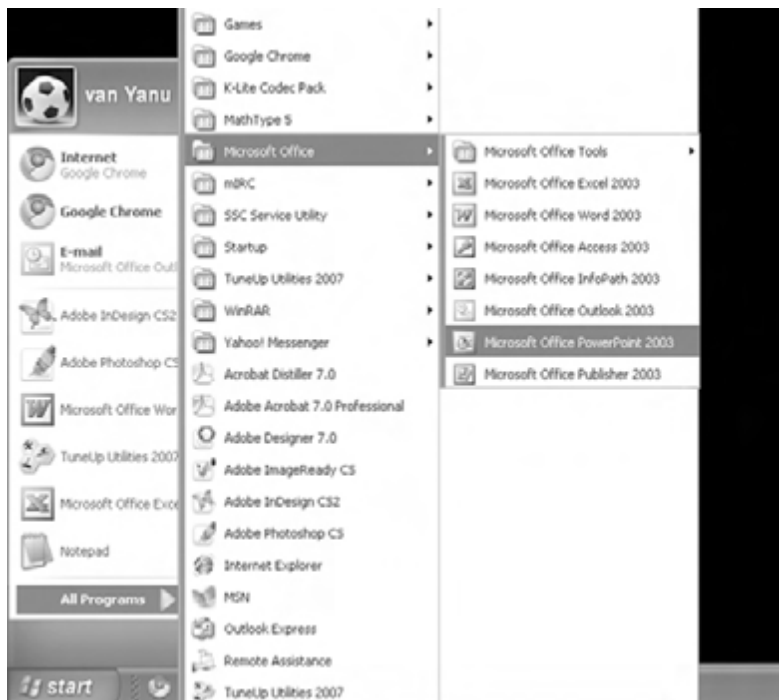 van Yanu
Internet
Google Chrome
Google Chrome
E-mail
Microsoft Office Outl
Adobe InDesign CS2
Adobe Photoshop CS
Microsoft Office Wor
TuneUp Utilities 2007
Microsoft Office Exce
Notepad
All Programs
start
Games
Google Chrome
K-Lite Codec Pack
MathType 5
Microsoft Office
mIRC
SSC Service Utility
Startup
TuneUp Utilities 2007
WinRAR
Yahoo! Messenger
Acrobat Distiller 7.0
Adobe Acrobat 7.0 Professional
Adobe Designer 7.0
Adobe ImageReady CS
Adobe InDesign CS2
Adobe Photoshop CS
Internet Explorer
MSN
Outlook Express
Remote Assistance
TuneUp Utilities 2007
Microsoft Office Tools
Microsoft Office Excel 2003
Microsoft Office Word 2003
Microsoft Office Access 2003
Microsoft Office InfoPath 2003
Microsoft Office Outlook 2003
Microsoft Office PowerPoint 2003
Microsoft Office Publisher 2003